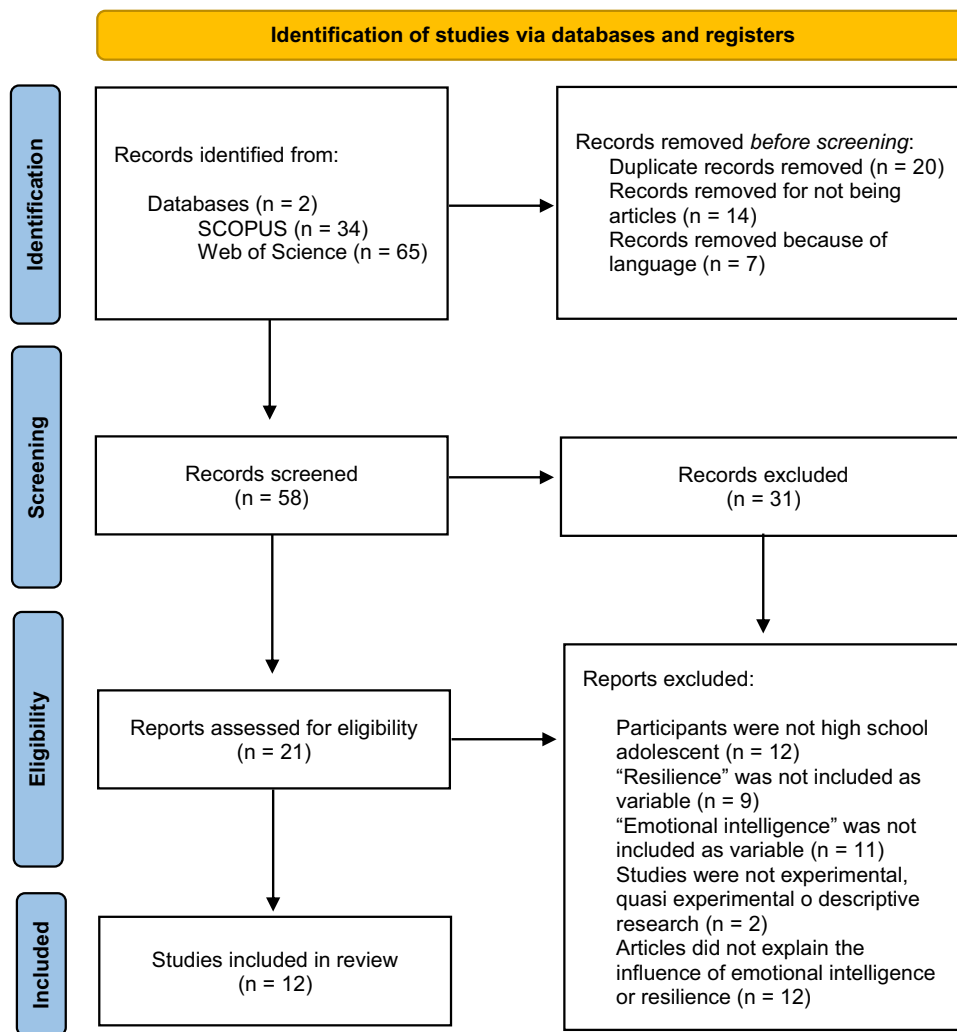 Identification of studies via databases and registers
Identification
Records identified from:
Databases (n = 2)
SCOPUS (n = 34)
Web of Science (n = 65)
Records removed before screening:
Duplicate records removed (n = 20)
Records removed for not being
articles (n = 14)
Records removed because of
language (n = 7)
Screening
Records screened
(n = 58)
Records excluded
(n = 31)
Eligibility
Reports assessed for eligibility
(n = 21)
Reports excluded:
Participants were not high school
adolescent (n = 12)
“Resilience” was not included as
variable (n = 9)
“Emotional intelligence” was not
included as variable (n = 11)
Studies were not experimental,
quasi experimental o descriptive
research (n = 2)
Articles did not explain the
influence of emotional intelligence
or resilience (n = 12)
Included
Studies included in review
(n = 12)